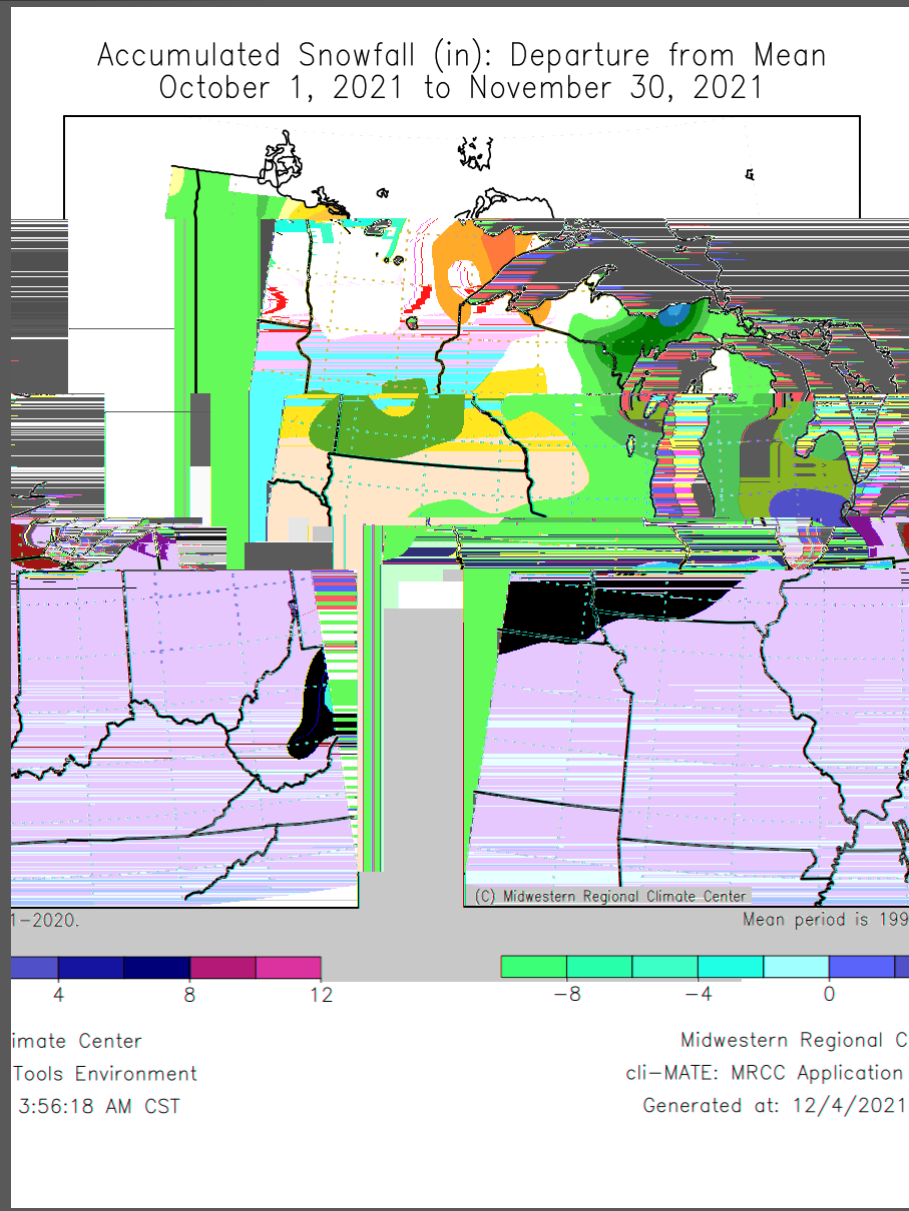 Accumulated Snowfall (in): Departure from Mean
October 1, 2021 to November 30, 2021
(C) Midwestern Regional Climate Center
1-2020.
Mean period is 199
4 8 12
-8 -4 0
imate Center
Midwestern Regional C
Tools Environment
cli-MATE: MRCC Application
3:56:18 AM CST
Generated at: 12/4/2021